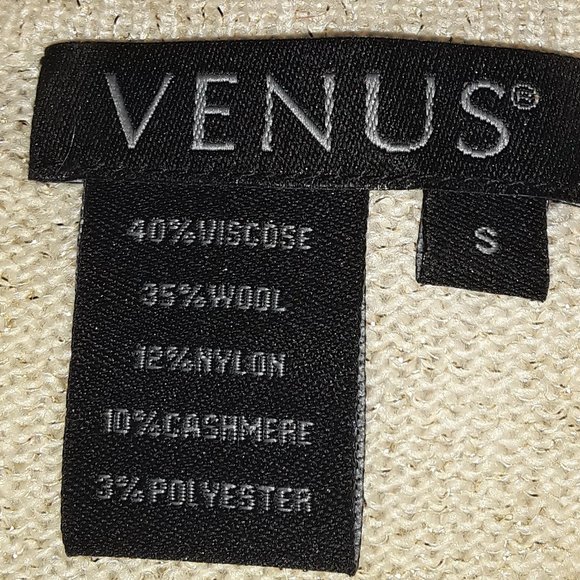 VENUS®
S
40%VISCOSE
35%WOOL
12%NYLON
10%CASHMERE
3%POLYESTER